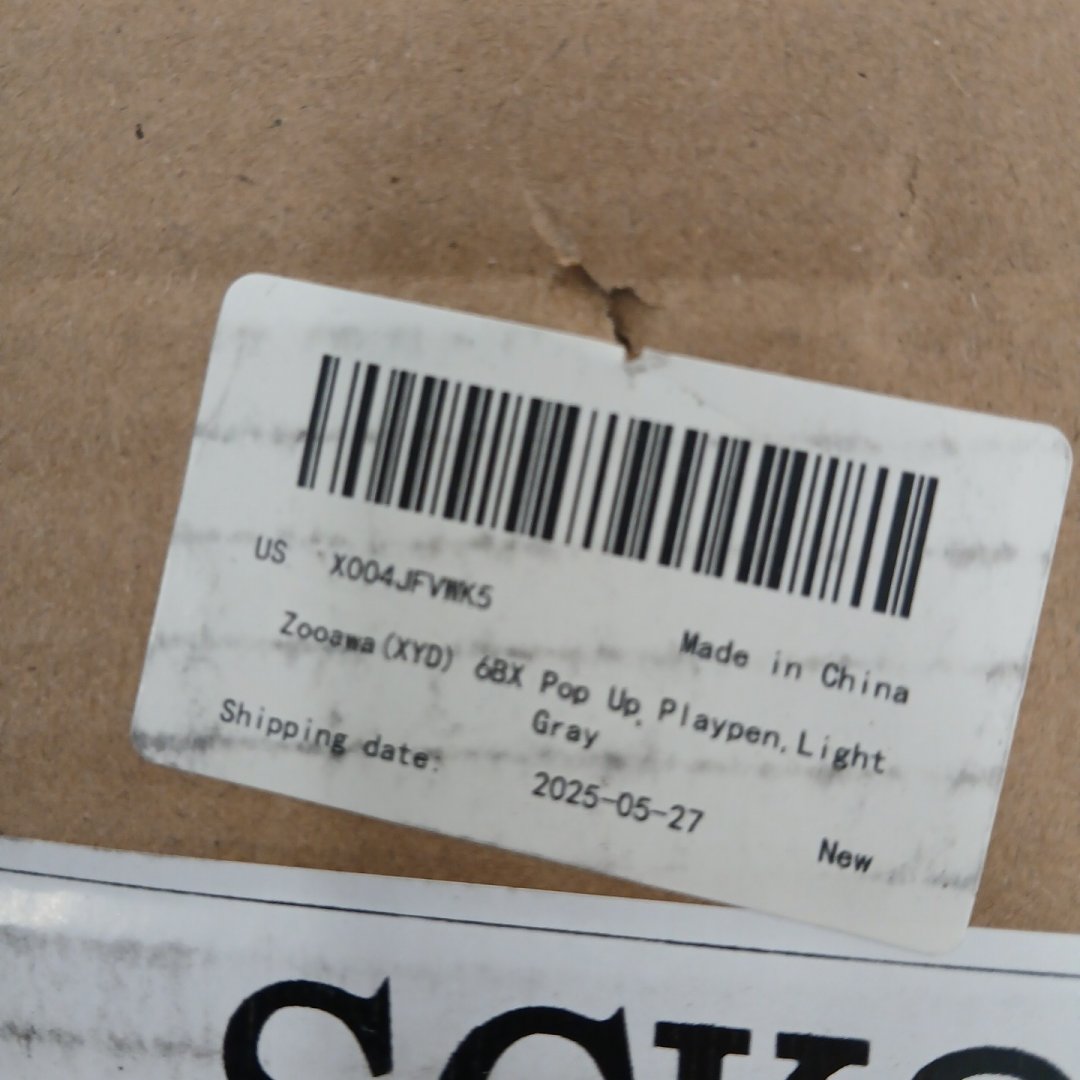 US X004JFVWK5
Made in China
Zooawa(XYD) 6BX Pop Up, Playpen, Light
Gray
Shipping date: 2025-05-27
New